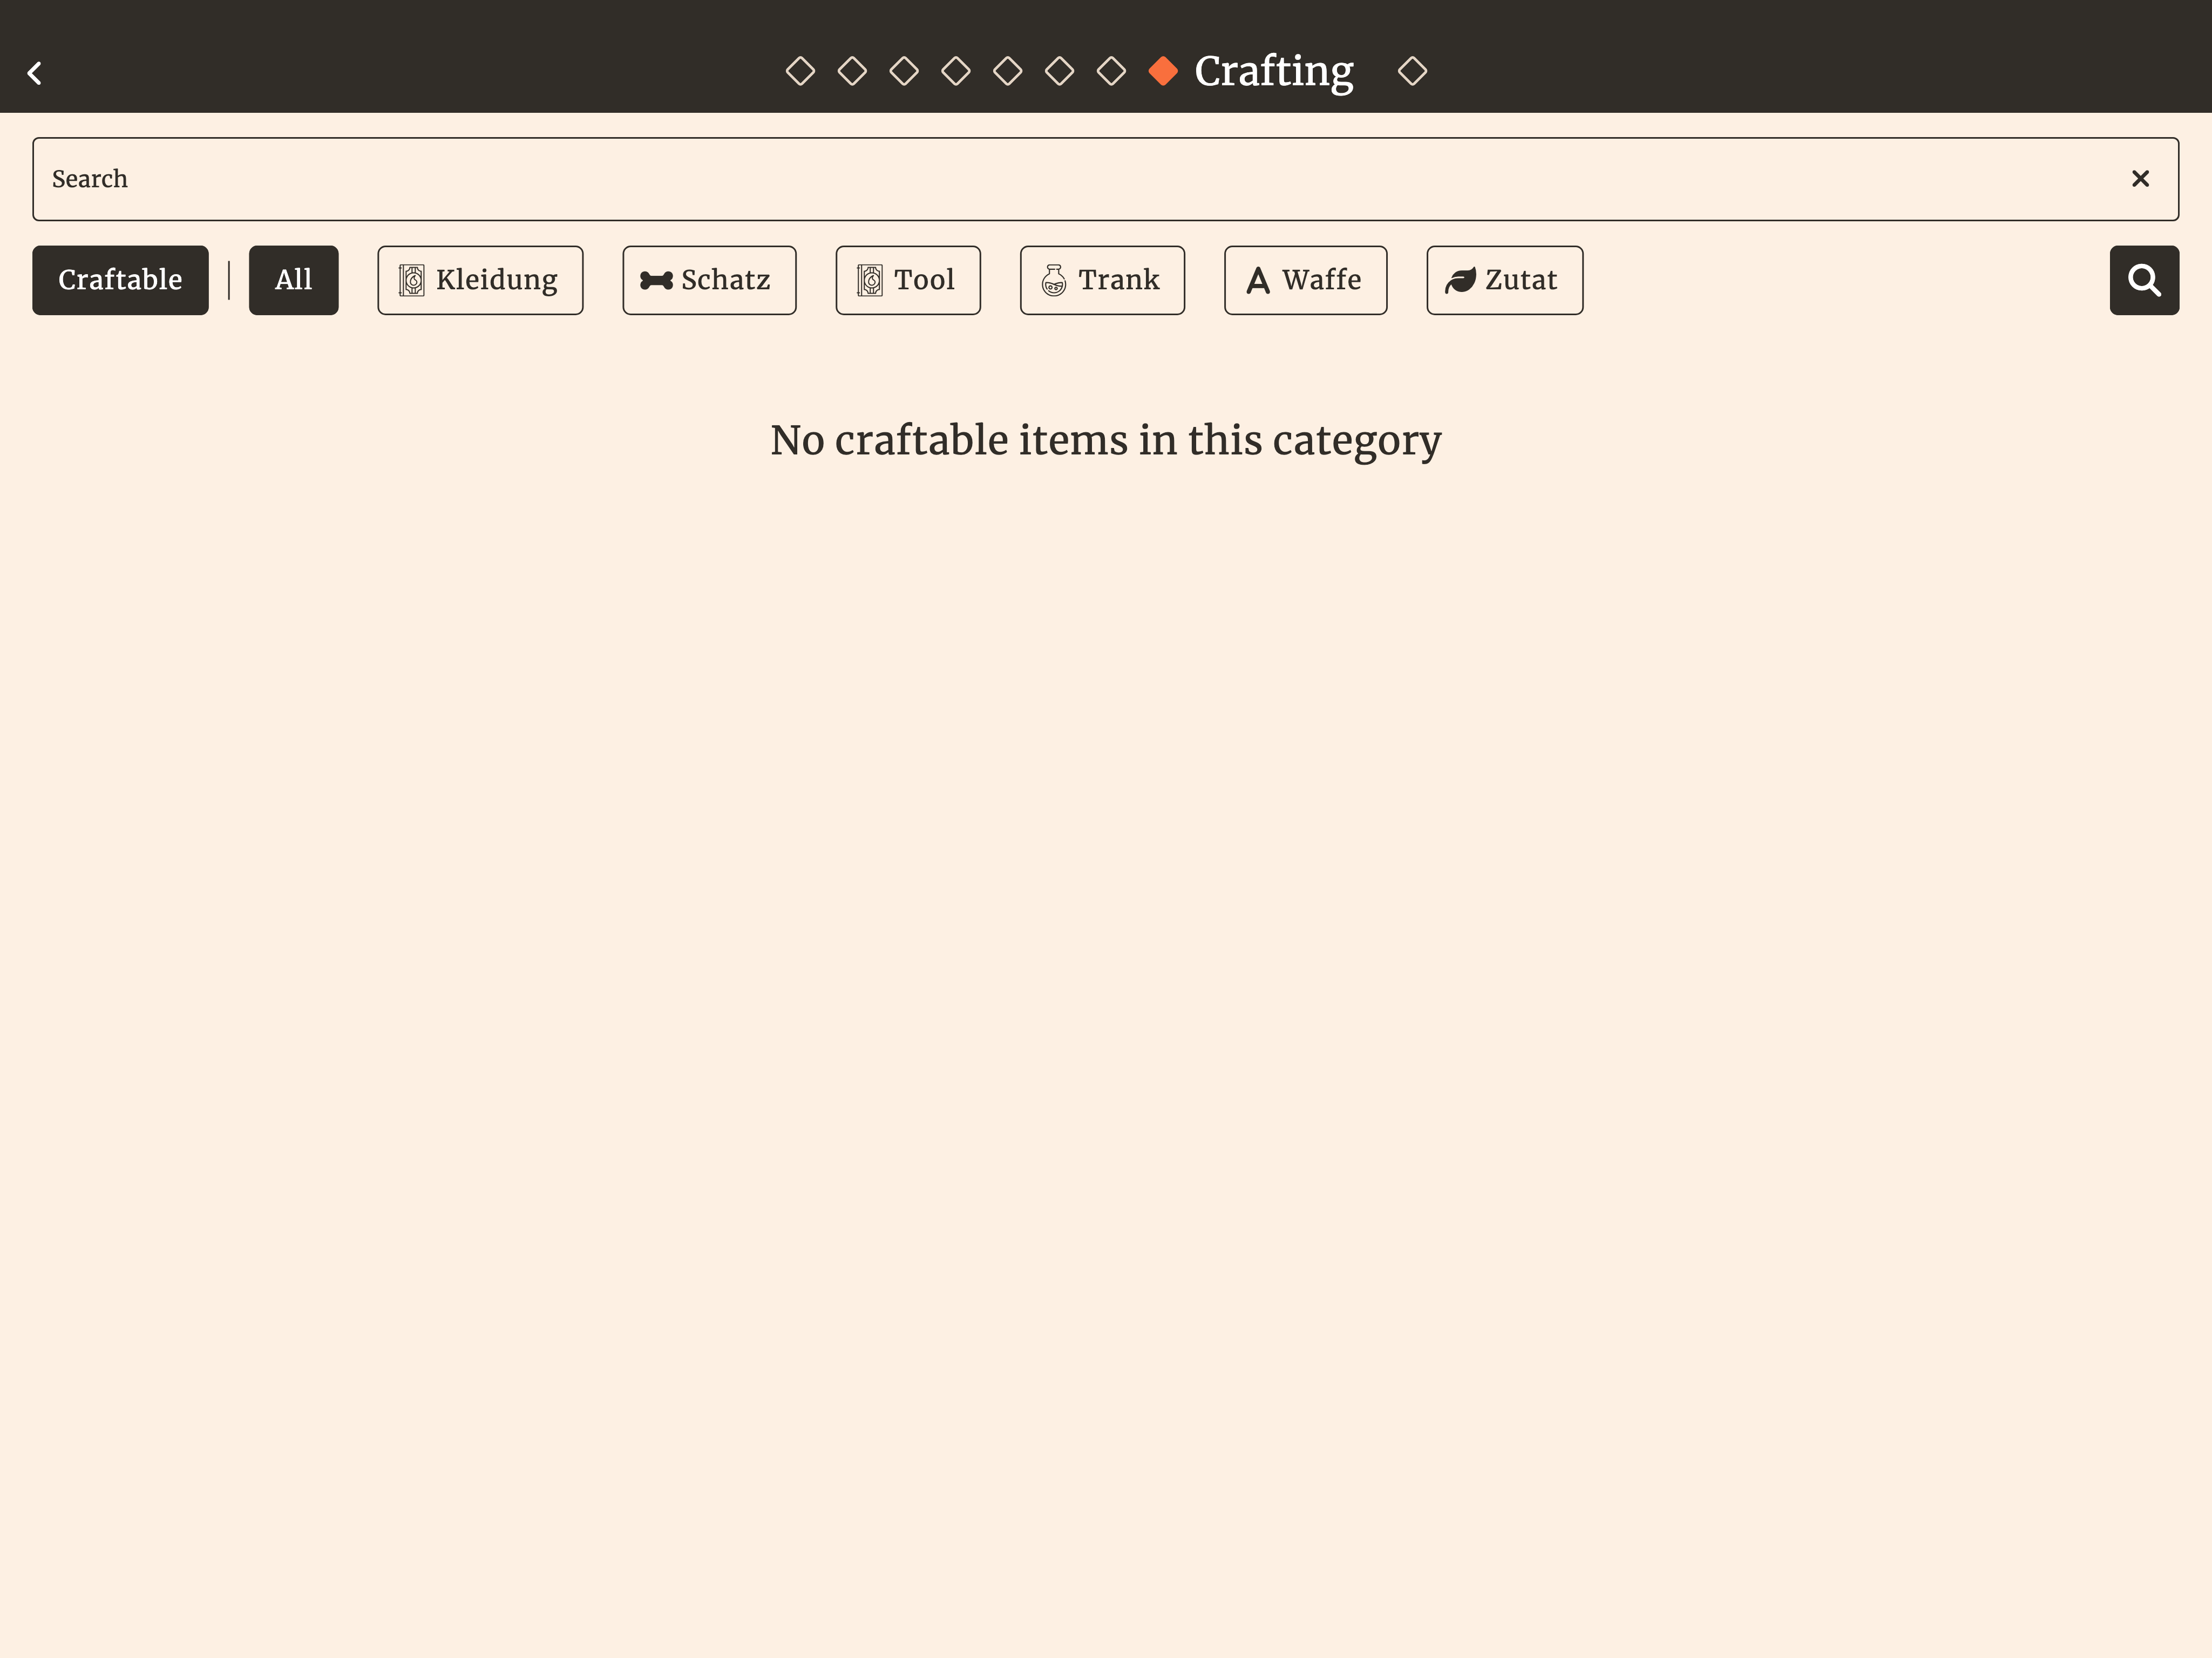 Crafting
Search
Craftable All Kleidung Schatz Tool Trank Waffe Zutat
No craftable items in this category